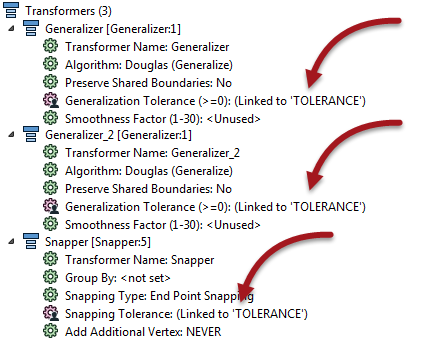 Transformers (3)
Generalizer [Generalizer:1]
Transformer Name: Generalizer
Algorithm: Douglas (Generalize)
Preserve Shared Boundaries: No
Generalization Tolerance (>=0): (Linked to 'TOLERANCE')
Smoothness Factor (1-30): <Unused>
Generalizer_2 [Generalizer:1]
Transformer Name: Generalizer_2
Algorithm: Douglas (Generalize)
Preserve Shared Boundaries: No
Generalization Tolerance (>=0): (Linked to 'TOLERANCE')
Smoothness Factor (1-30): <Unused>
Snapper [Snapper:5]
Transformer Name: Snapper
Group By: <not set>
Snapping Type: End Point Snapping
Snapping Tolerance: (Linked to 'TOLERANCE')
Add Additional Vertex: NEVER